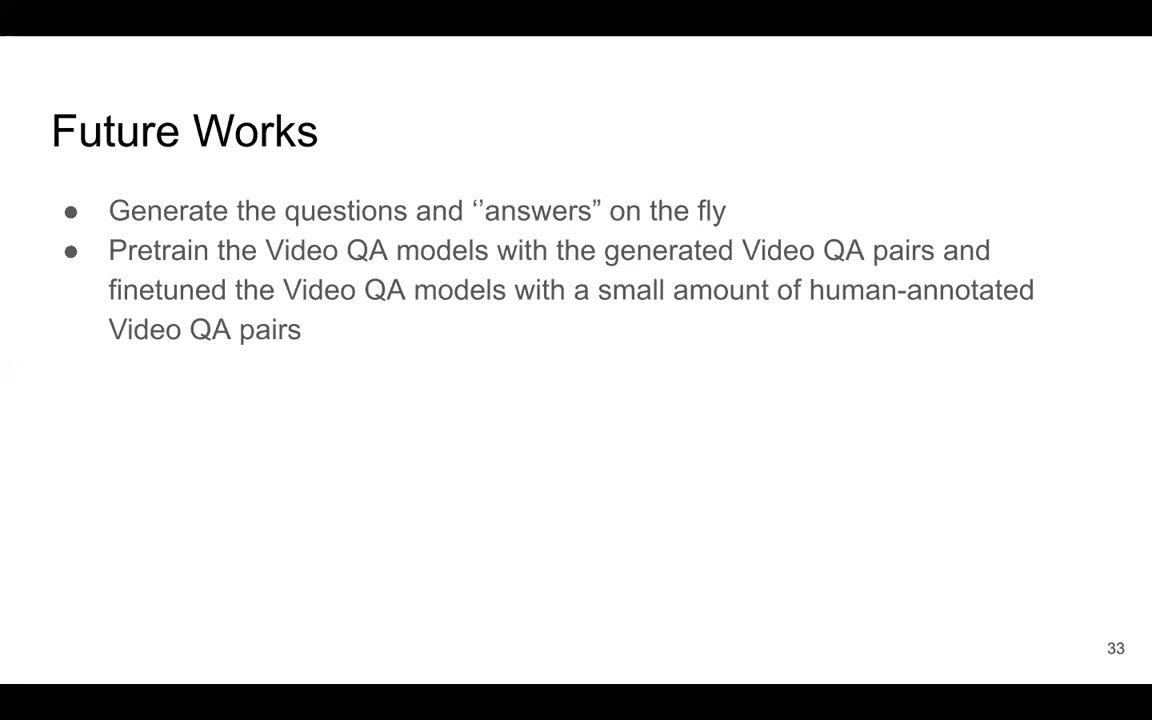 Future Works
● Generate the questions and ‘’answers” on the fly
● Pretrain the Video QA models with the generated Video QA pairs and
finetuned the Video QA models with a small amount of human-annotated
Video QA pairs
33